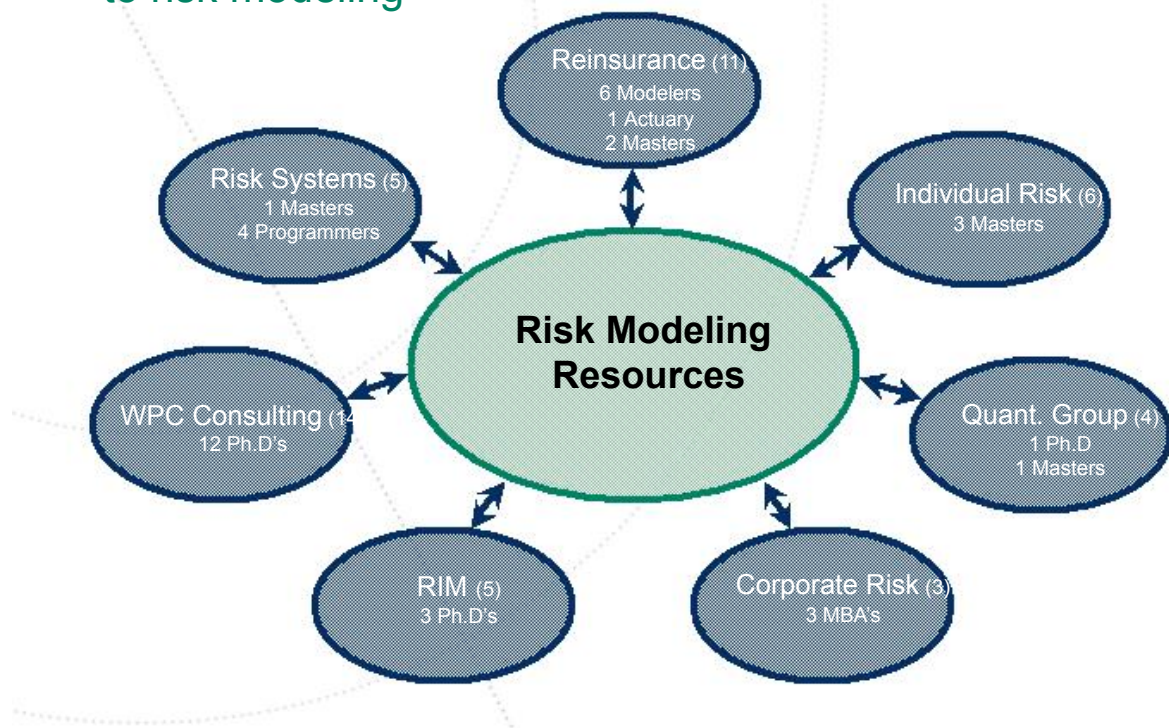 to risk modeling
Reinsurance (11)
6 Modelers
1 Actuary
2 Masters
Risk Systems (5)
1 Masters
4 Programmers
Individual Risk (6)
3 Masters
Risk Modeling
Resources
WPC Consulting (14
12 Ph.D's
Quant. Group (4)
1 Ph.D
1 Masters
RIM (5)
3 Ph.D's
Corporate Risk (3)
3 MBA's